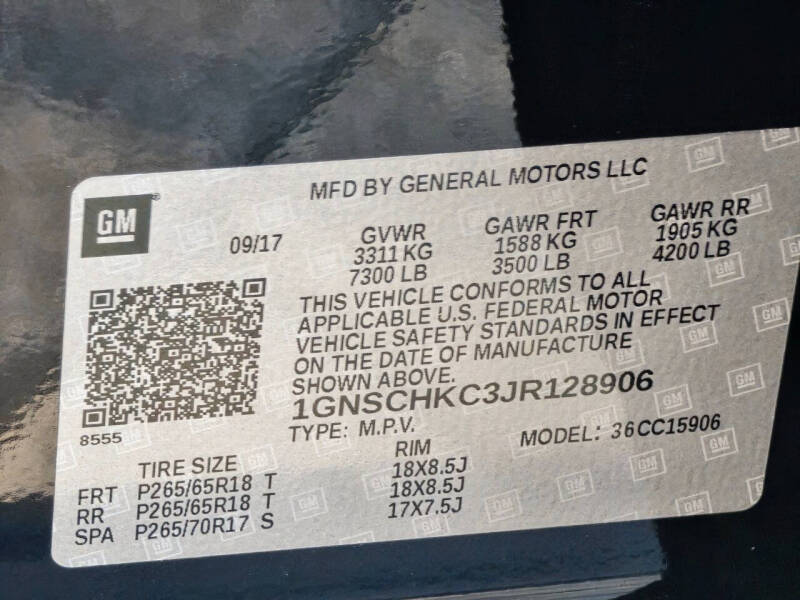 MFD BY GENERAL MOTORS LLC
GM
09/17
GVWR
3311 KG
7300 LB
GAWR FRT
1588 KG
3500 LB
GAWR RR
1905 KG
4200 LB
THIS VEHICLE CONFORMS TO ALL
APPLICABLE U.S. FEDERAL MOTOR
VEHICLE SAFETY STANDARDS IN EFFECT
ON THE DATE OF MANUFACTURE
SHOWN ABOVE.
1GNSCHKC3JR128906
8555
TYPE: M.P.V.
MODEL: 36CC15906
TIRE SIZE RIM
FRT P265/65R18 T 18X8.5J
RR P265/65R18 T 18X8.5J
SPA P265/70R17 S 17X7.5J